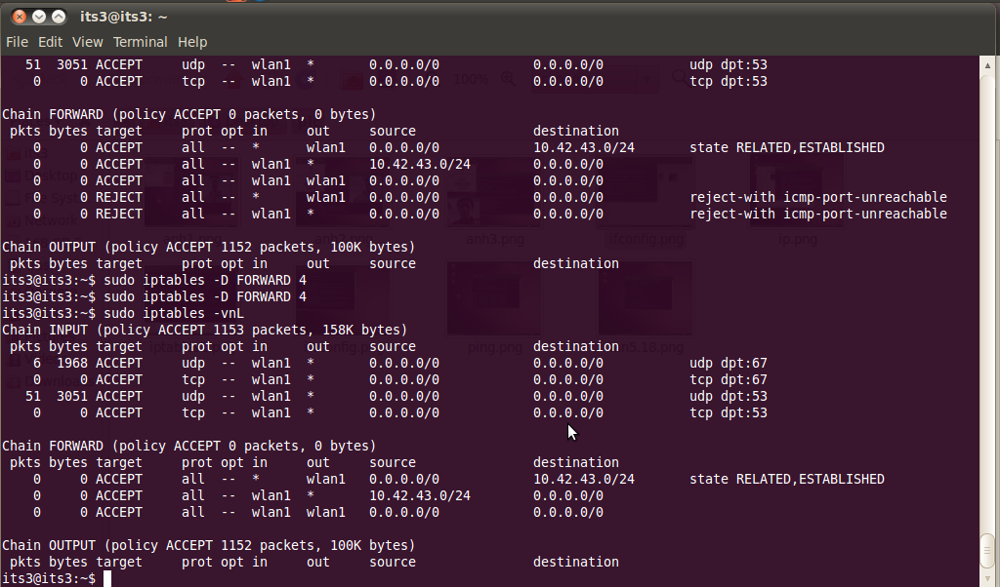 its3@its3: ~
File Edit View Terminal Help
51 3051 ACCEPT udp -- wlan1 * 0.0.0.0/0 0.0.0.0/0 udp dpt:53
0 0 ACCEPT tcp -- wlan1 * 0.0.0.0/0 0.0.0.0/0 tcp dpt:53
Chain FORWARD (policy ACCEPT 0 packets, 0 bytes)
pkts bytes target prot opt in out source destination
0 0 ACCEPT all -- * wlan1 0.0.0.0/0 10.42.43.0/24 state RELATED,ESTABLISHED
0 0 ACCEPT all -- wlan1 * 10.42.43.0/24 0.0.0.0/0
0 0 ACCEPT all -- wlan1 wlan1 0.0.0.0/0 0.0.0.0/0
0 0 REJECT all -- * wlan1 0.0.0.0/0 0.0.0.0/0 reject-with icmp-port-unreachable
0 0 REJECT all -- wlan1 * 0.0.0.0/0 0.0.0.0/0 reject-with icmp-port-unreachable
Chain OUTPUT (policy ACCEPT 1152 packets, 100K bytes)
pkts bytes target prot opt in out source destination
its3@its3:~$ sudo iptables -D FORWARD 4
its3@its3:~$ sudo iptables -D FORWARD 4
its3@its3:~$ sudo iptables -vnL
Chain INPUT (policy ACCEPT 1153 packets, 158K bytes)
pkts bytes target prot opt in out source destination
6 1968 ACCEPT udp -- wlan1 * 0.0.0.0/0 0.0.0.0/0 udp dpt:67
0 0 ACCEPT tcp -- wlan1 * 0.0.0.0/0 0.0.0.0/0 tcp dpt:67
51 3051 ACCEPT udp -- wlan1 * 0.0.0.0/0 0.0.0.0/0 udp dpt:53
0 0 ACCEPT tcp -- wlan1 * 0.0.0.0/0 0.0.0.0/0 tcp dpt:53
Chain FORWARD (policy ACCEPT 0 packets, 0 bytes)
pkts bytes target prot opt in out source destination
0 0 ACCEPT all -- * wlan1 0.0.0.0/0 10.42.43.0/24 state RELATED,ESTABLISHED
0 0 ACCEPT all -- wlan1 * 10.42.43.0/24 0.0.0.0/0
0 0 ACCEPT all -- wlan1 wlan1 0.0.0.0/0 0.0.0.0/0
Chain OUTPUT (policy ACCEPT 1152 packets, 100K bytes)
pkts bytes target prot opt in out source destination
its3@its3:~$